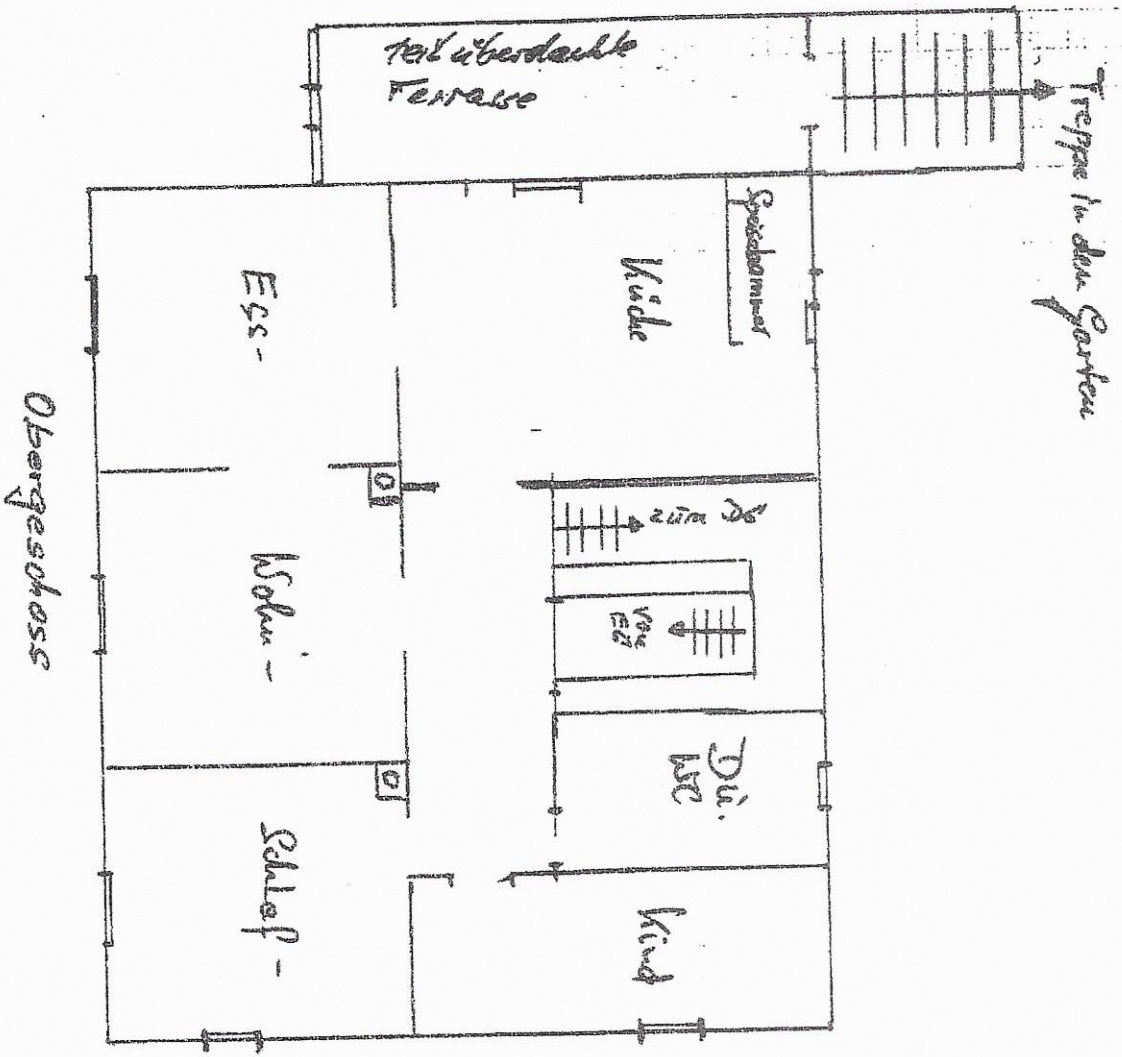 teilüberdachte
Terrasse
Treppe in den Garten
Speisekammer
Küche
Ess-
zum DG
vom
EG
Wohn-
Dü.
WC
Schlaf-
Kind
Obergeschoss
O
O